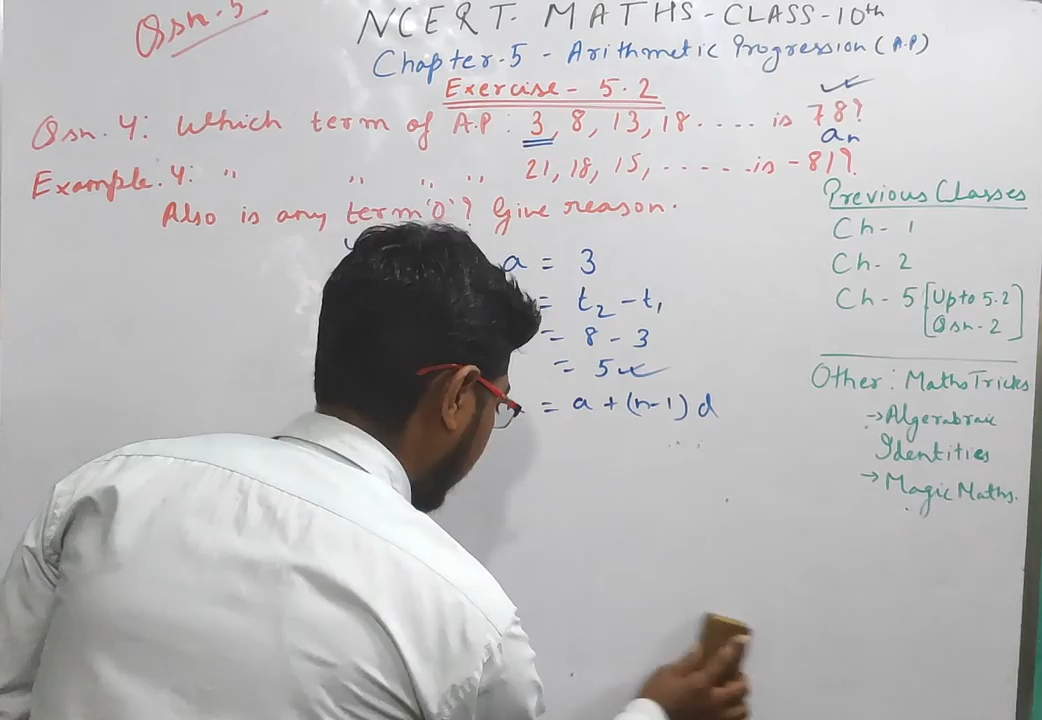 Qsn. 5
NCERT. MATHS - CLASS - 10th
Chapter. 5 - Arithmetic Progression (A.P)
Exercise - 5.2
Qsn. 4: Which term of A.P: 3, 8, 13, 18.... is 78?
an
Example. 4: " " " " 21, 18, 15, ...... is -81?
Also is any term '0'? Give reason.
a = 3
= t2 - t1
= 8 - 3
= 5
= a + (n-1) d
Previous Classes
Ch - 1
Ch - 2
Ch - 5 [Upto 5.2
Qsn - 2]
Other: Maths Tricks
→ Algerabraic
Identities
→ Magic Maths.